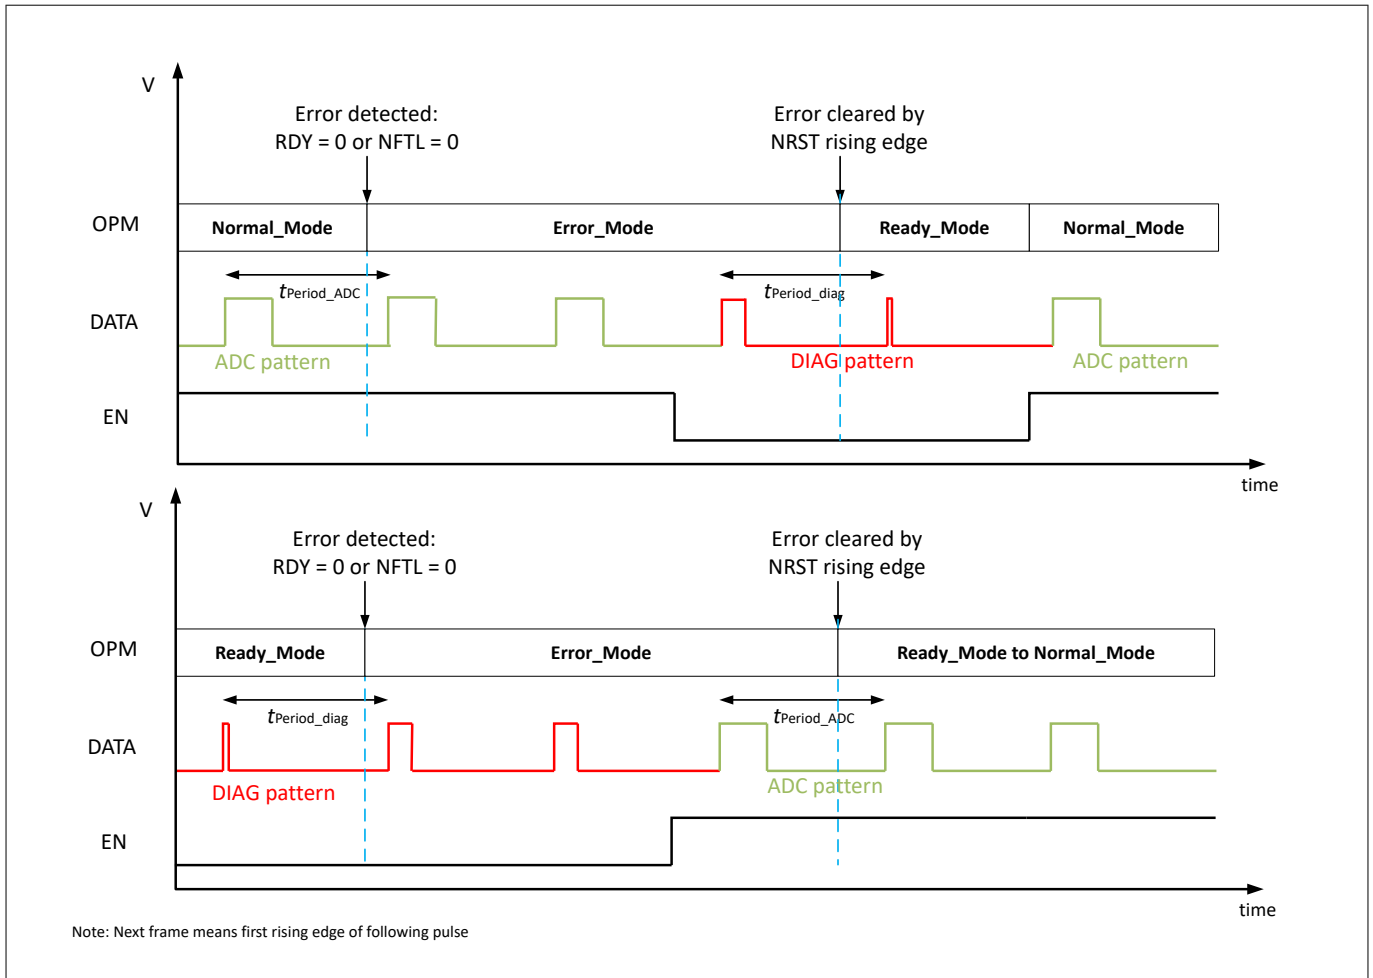 V
Error detected:
RDY = 0 or NFTL = 0
Error cleared by
NRST rising edge
OPM
Normal_Mode
Error_Mode
Ready_Mode
Normal_Mode
tPeriod_ADC
tPeriod_diag
DATA
ADC pattern
DIAG pattern
ADC pattern
EN
time
V
Error detected:
RDY = 0 or NFTL = 0
Error cleared by
NRST rising edge
OPM
Ready_Mode
Error_Mode
Ready_Mode to Normal_Mode
tPeriod_diag
tPeriod_ADC
DATA
DIAG pattern
ADC pattern
EN
time
Note: Next frame means first rising edge of following pulse